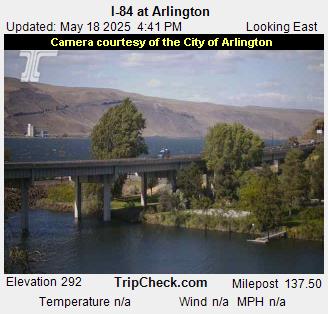 I-84 at Arlington
Updated: May 18 2025 4:41 PM Looking East
Camera courtesy of the City of Arlington
Elevation 292 TripCheck.com Milepost 137.50
Temperature n/a Wind n/a MPH n/a